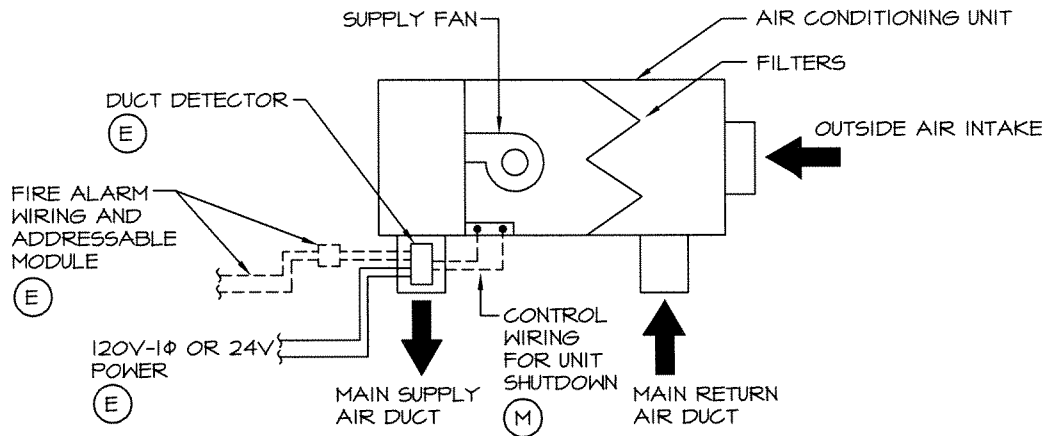 SUPPLY FAN
AIR CONDITIONING UNIT
FILTERS
DUCT DETECTOR
E
OUTSIDE AIR INTAKE
FIRE ALARM
WIRING AND
ADDRESSABLE
MODULE
E
120V-1Φ OR 24V
POWER
E
MAIN SUPPLY
AIR DUCT
CONTROL
WIRING
FOR UNIT
SHUTDOWN
M
MAIN RETURN
AIR DUCT